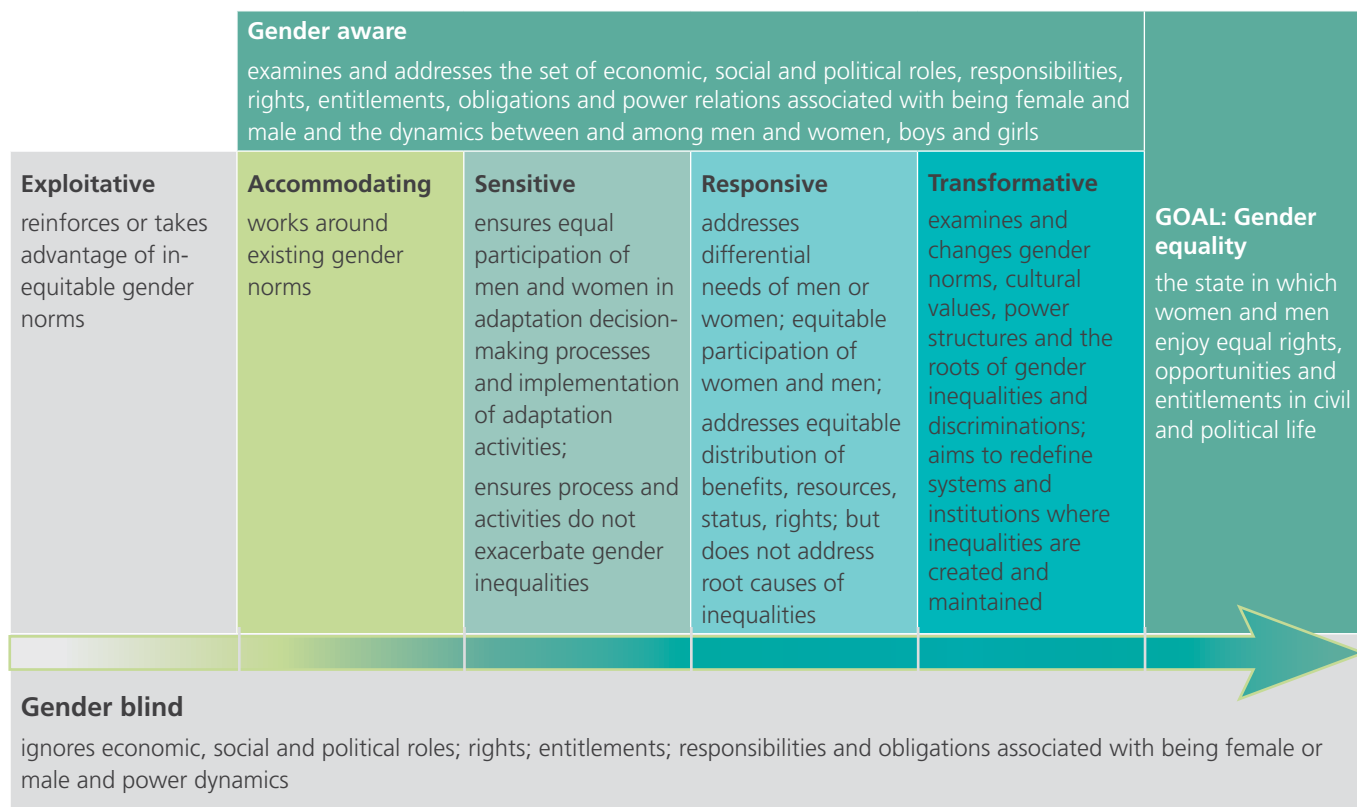 Gender aware
examines and addresses the set of economic, social and political roles, responsibilities,
rights, entitlements, obligations and power relations associated with being female and
male and the dynamics between and among men and women, boys and girls
Exploitative
reinforces or takes
advantage of in-
equitable gender
norms
Accommodating
works around
existing gender
norms
Sensitive
ensures equal
participation of
men and women in
adaptation decision-
making processes
and implementation
of adaptation
activities;
ensures process and
activities do not
exacerbate gender
inequalities
Responsive
addresses
differential
needs of men or
women; equitable
participation of
women and men;
addresses equitable
distribution of
benefits, resources,
status, rights; but
does not address
root causes of
inequalities
Transformative
examines and
changes gender
norms, cultural
values, power
structures and the
roots of gender
inequalities and
discriminations;
aims to redefine
systems and
institutions where
inequalities are
created and
maintained
GOAL: Gender
equality
the state in which
women and men
enjoy equal rights,
opportunities and
entitlements in civil
and political life
Gender blind
ignores economic, social and political roles; rights; entitlements; responsibilities and obligations associated with being female or
male and power dynamics